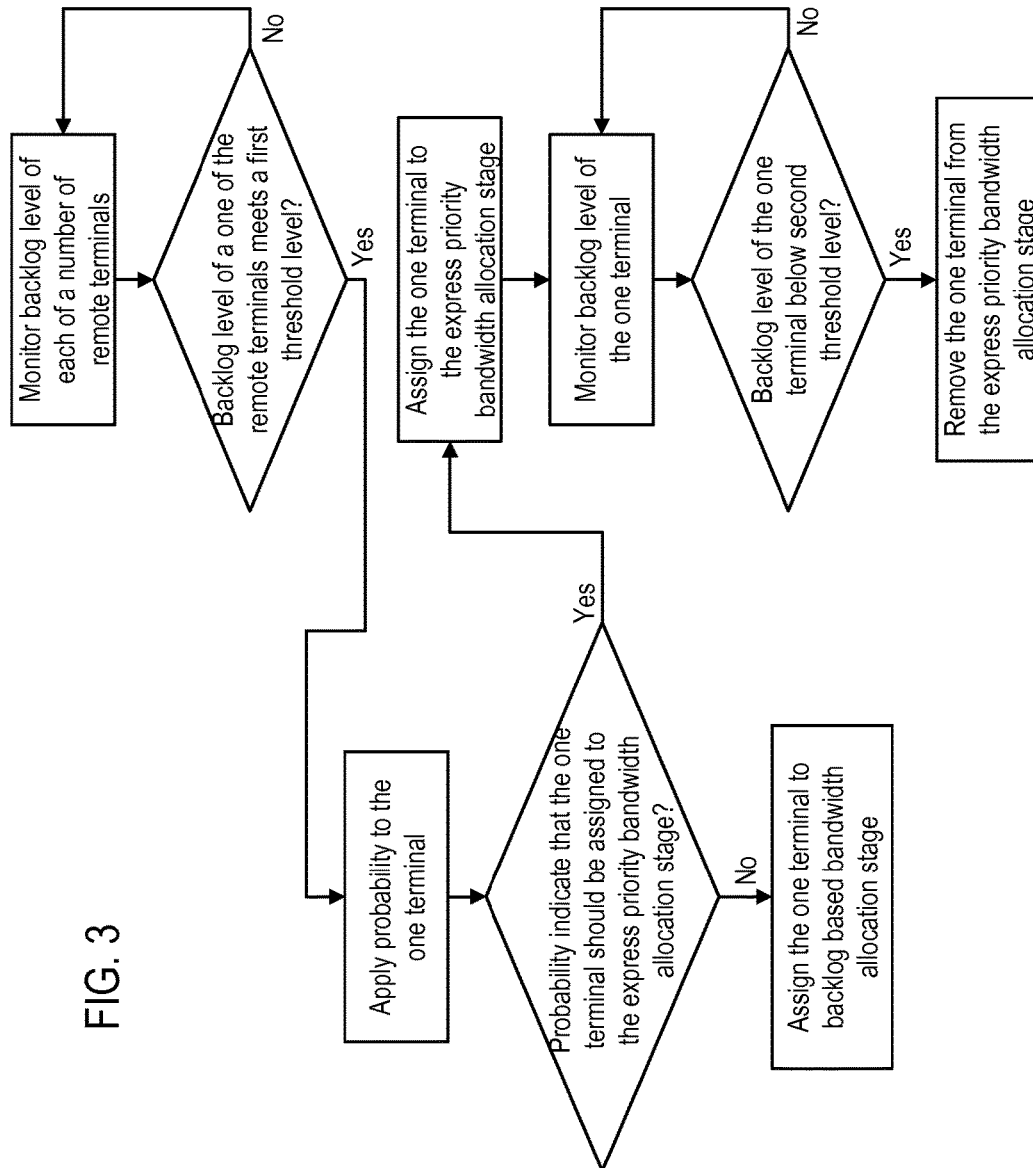 FIG. 3
Monitor backlog level of
each of a number of
remote terminals
Backlog level of a one of the
remote terminals meets a first
threshold level?
No
Yes
Apply probability to the
one terminal
Probability indicate that the one
terminal should be assigned to
the express priority bandwidth
allocation stage?
Yes
No
Assign the one terminal to
backlog based bandwidth
allocation stage
Assign the one terminal to
the express priority
bandwidth allocation stage
Monitor backlog level of
the one terminal
Backlog level of the one
terminal below second
threshold level?
No
Yes
Remove the one terminal from
the express priority bandwidth
allocation stage